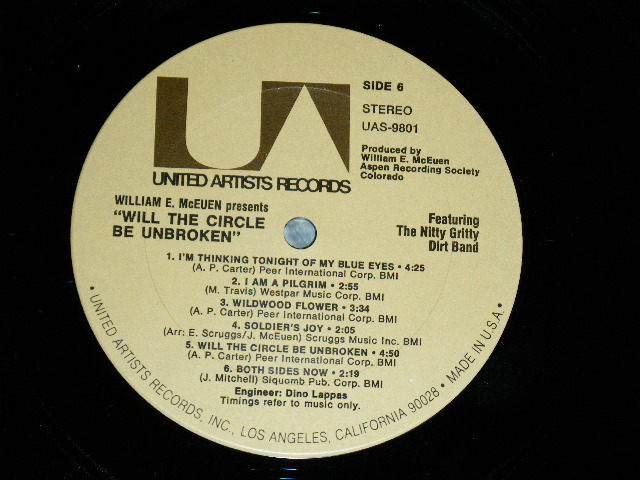 UA
SIDE 6
STEREO
UAS-9801
Produced by
William E. McEuen
Aspen Recording Society
Colorado
UNITED ARTISTS RECORDS
WILLIAM E. McEUEN presents
"WILL THE CIRCLE
BE UNBROKEN"
Featuring
The Nitty Gritty
Dirt Band
1. I'M THINKING TONIGHT OF MY BLUE EYES • 4:25
(A. P. Carter) Peer International Corp. BMI
2. I AM A PILGRIM • 2:55
(M. Travis) Westpar Music Corp. BMI
3. WILDWOOD FLOWER • 3:34
(A. P. Carter) Peer International Corp. BMI
4. SOLDIER'S JOY • 2:05
(Arr: E. Scruggs/J. McEuen) Scruggs Music Inc. BMI
5. WILL THE CIRCLE BE UNBROKEN • 4:50
(A. P. Carter) Peer International Corp. BMI
6. BOTH SIDES NOW • 2:19
(J. Mitchell) Siquomb Pub. Corp. BMI
Engineer: Dino Lappas
Timings refer to music only.
• UNITED ARTISTS RECORDS, INC., LOS ANGELES, CALIFORNIA 90028 • MADE IN U.S.A. •